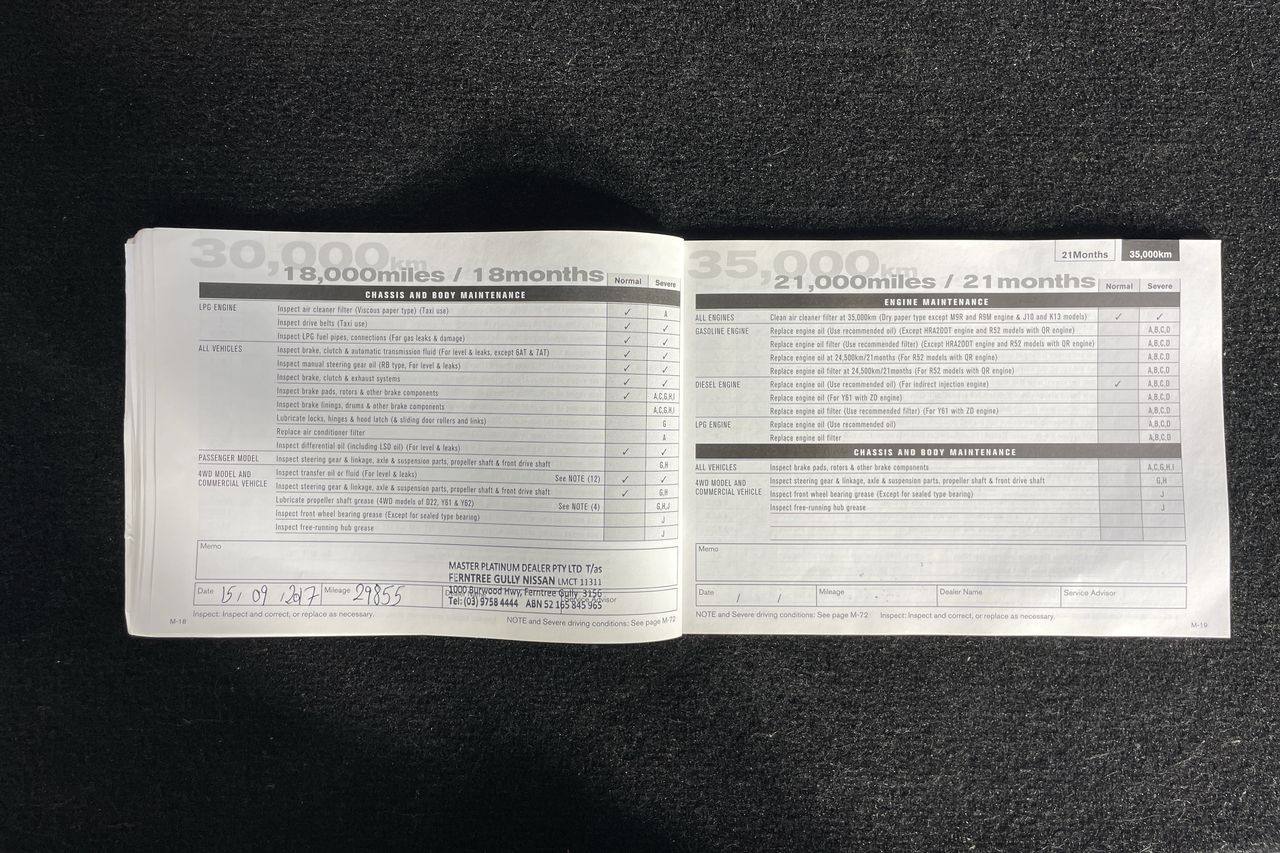 30,000km
18,000miles / 18months
Normal Severe
CHASSIS AND BODY MAINTENANCE
LPG ENGINE Inspect air cleaner filter (Viscous paper type) (Taxi use) ✓ A
Inspect drive belts (Taxi use) ✓ ✓
Inspect LPG fuel pipes, connections (For gas leaks & damage) ✓ ✓
ALL VEHICLES Inspect brake, clutch & automatic transmission fluid (For level & leaks, except 6AT & 7AT) ✓ ✓
Inspect manual steering gear oil (RB type, For level & leaks) ✓ ✓
Inspect brake, clutch & exhaust systems ✓ ✓
Inspect brake pads, rotors & other brake components ✓ A,C,G,H,I
Inspect brake linings, drums & other brake components A,C,G,H,I
Lubricate locks, hinges & hood latch (& sliding door rollers and links) G
Replace air conditioner filter A
Inspect differential oil (including LSD oil) (For level & leaks) ✓ ✓
PASSENGER MODEL Inspect steering gear & linkage, axle & suspension parts, propeller shaft & front drive shaft G,H
4WD MODEL AND COMMERCIAL VEHICLE Inspect transfer oil or fluid (For level & leaks) See NOTE (12) ✓ ✓
Inspect steering gear & linkage, axle & suspension parts, propeller shaft & front drive shaft ✓ G,H
Lubricate propeller shaft grease (4WD models of D22, Y61 & Y62) See NOTE (4) G,H,J
Inspect front wheel bearing grease (Except for sealed type bearing) J
Inspect free-running hub grease J
Memo
MASTER PLATINUM DEALER PTY LTD T/as
FERNTREE GULLY NISSAN LMCT 11311
1000 Burwood Hwy, Ferntree Gully 3156
Tel: (03) 9758 4444 ABN 52 165 845 965
Date 15, 09, 2017 Mileage 29855 Service Advisor
Inspect: Inspect and correct, or replace as necessary.
NOTE and Severe driving conditions: See page M-72
M-18
21Months 35,000km
35,000km
21,000miles / 21months
Normal Severe
ENGINE MAINTENANCE
ALL ENGINES Clean air cleaner filter at 35,000km (Dry paper type except M9R and R9M engine & J10 and K13 models) ✓ ✓
GASOLINE ENGINE Replace engine oil (Use recommended oil) (Except HRA2DDT engine and R52 models with QR engine) A,B,C,D
Replace engine oil filter (Use recommended filter) (Except HRA2DDT engine and R52 models with QR engine) A,B,C,D
Replace engine oil at 24,500km/21months (For R52 models with QR engine) A,B,C,D
Replace engine oil filter at 24,500km/21months (For R52 models with QR engine) A,B,C,D
DIESEL ENGINE Replace engine oil (Use recommended oil) (For indirect injection engine) ✓ A,B,C,D
Replace engine oil (For Y61 with ZD engine) A,B,C,D
Replace engine oil filter (Use recommended filter) (For Y61 with ZD engine) A,B,C,D
LPG ENGINE Replace engine oil (Use recommended oil) A,B,C,D
Replace engine oil filter A,B,C,D
CHASSIS AND BODY MAINTENANCE
ALL VEHICLES Inspect brake pads, rotors & other brake components A,C,G,H,I
4WD MODEL AND COMMERCIAL VEHICLE Inspect steering gear & linkage, axle & suspension parts, propeller shaft & front drive shaft G,H
Inspect front wheel bearing grease (Except for sealed type bearing) J
Inspect free-running hub grease J
Memo
Date / / Mileage Dealer Name Service Advisor
NOTE and Severe driving conditions: See page M-72 Inspect: Inspect and correct, or replace as necessary.
M-19